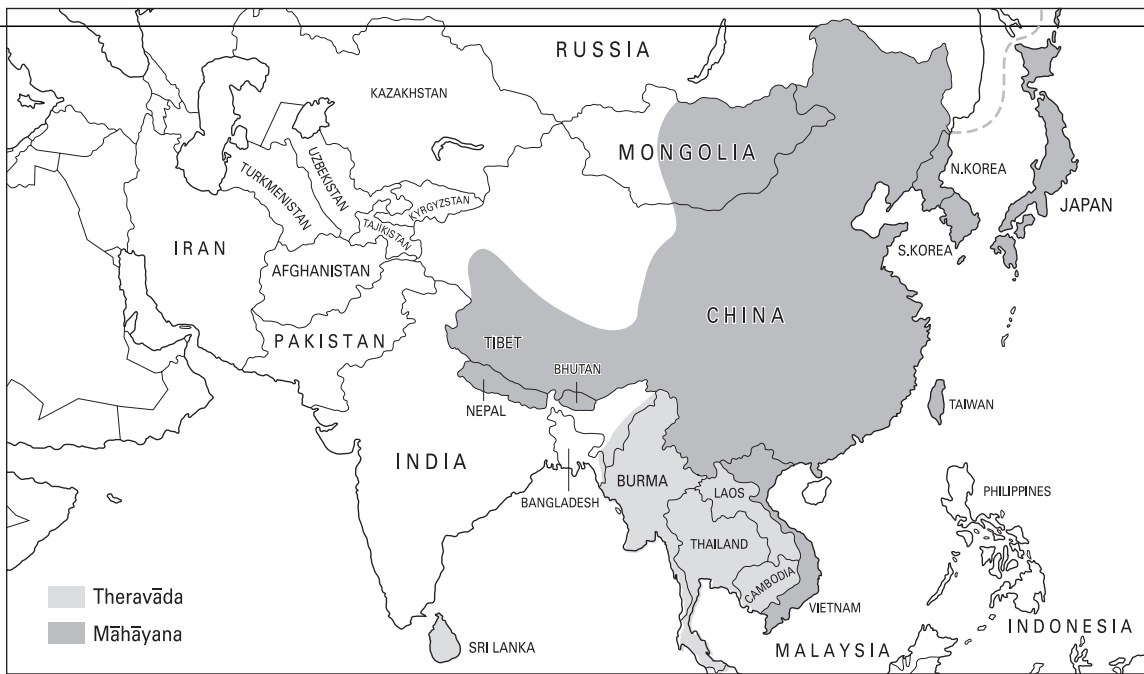 RUSSIA
KAZAKHSTAN
MONGOLIA
UZBEKISTAN
TURKMENISTAN
KYRGYZSTAN
TAJIKISTAN
N.KOREA
JAPAN
S.KOREA
IRAN
AFGHANISTAN
PAKISTAN
CHINA
TIBET
BHUTAN
NEPAL
TAIWAN
INDIA
BANGLADESH
BURMA
LAOS
PHILIPPINES
THAILAND
CAMBODIA
VIETNAM
Theravāda
Māhāyana
SRI LANKA
MALAYSIA
INDONESIA